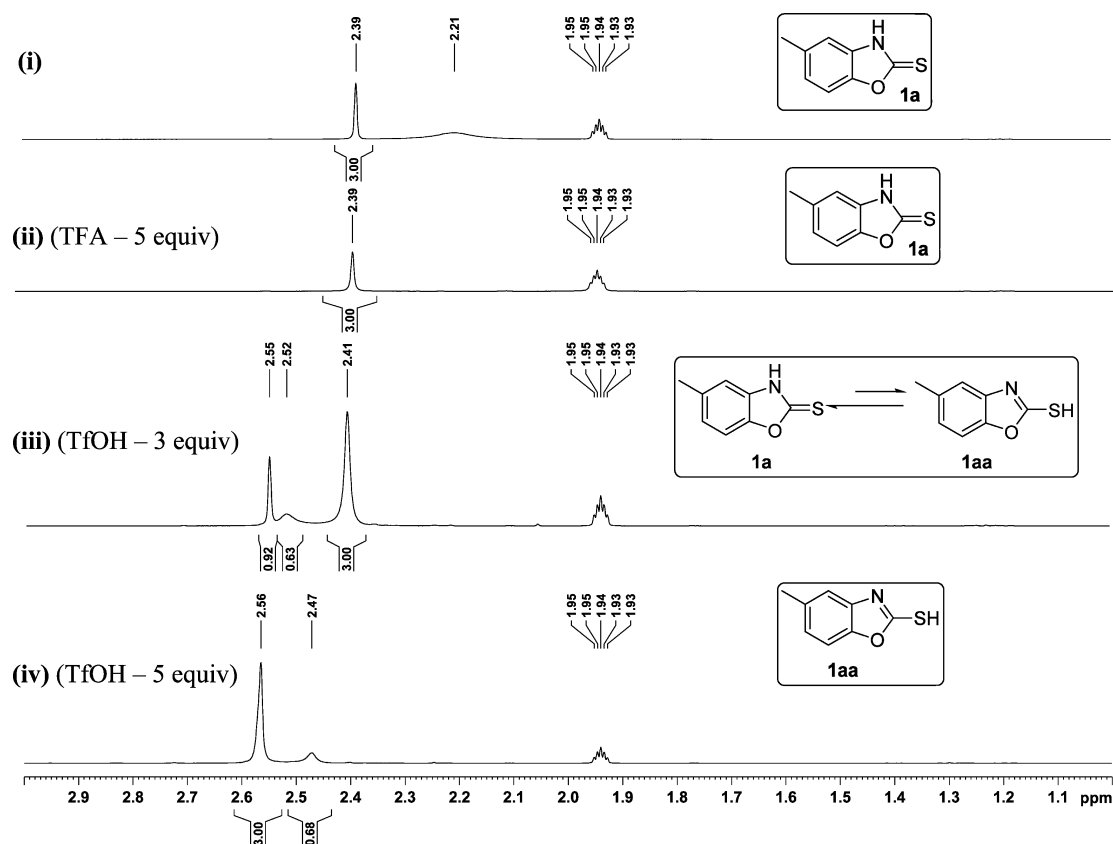 2.39
2.21
1.95
1.95
1.94
1.93
1.93
(i)
H
N
S
O
1a
3.00
2.39
1.95
1.95
1.94
1.93
1.93
(ii) (TFA – 5 equiv)
H
N
S
O
1a
3.00
2.55
2.52
2.41
1.95
1.95
1.94
1.93
1.93
(iii) (TfOH – 3 equiv)
H
N
S
O
1a
N
SH
O
1aa
0.92
0.63
3.00
2.56
2.47
1.95
1.95
1.94
1.93
1.93
(iv) (TfOH – 5 equiv)
N
SH
O
1aa
2.9 2.8 2.7 2.6 2.5 2.4 2.3 2.2 2.1 2.0 1.9 1.8 1.7 1.6 1.5 1.4 1.3 1.2 1.1 ppm
3.00
0.68